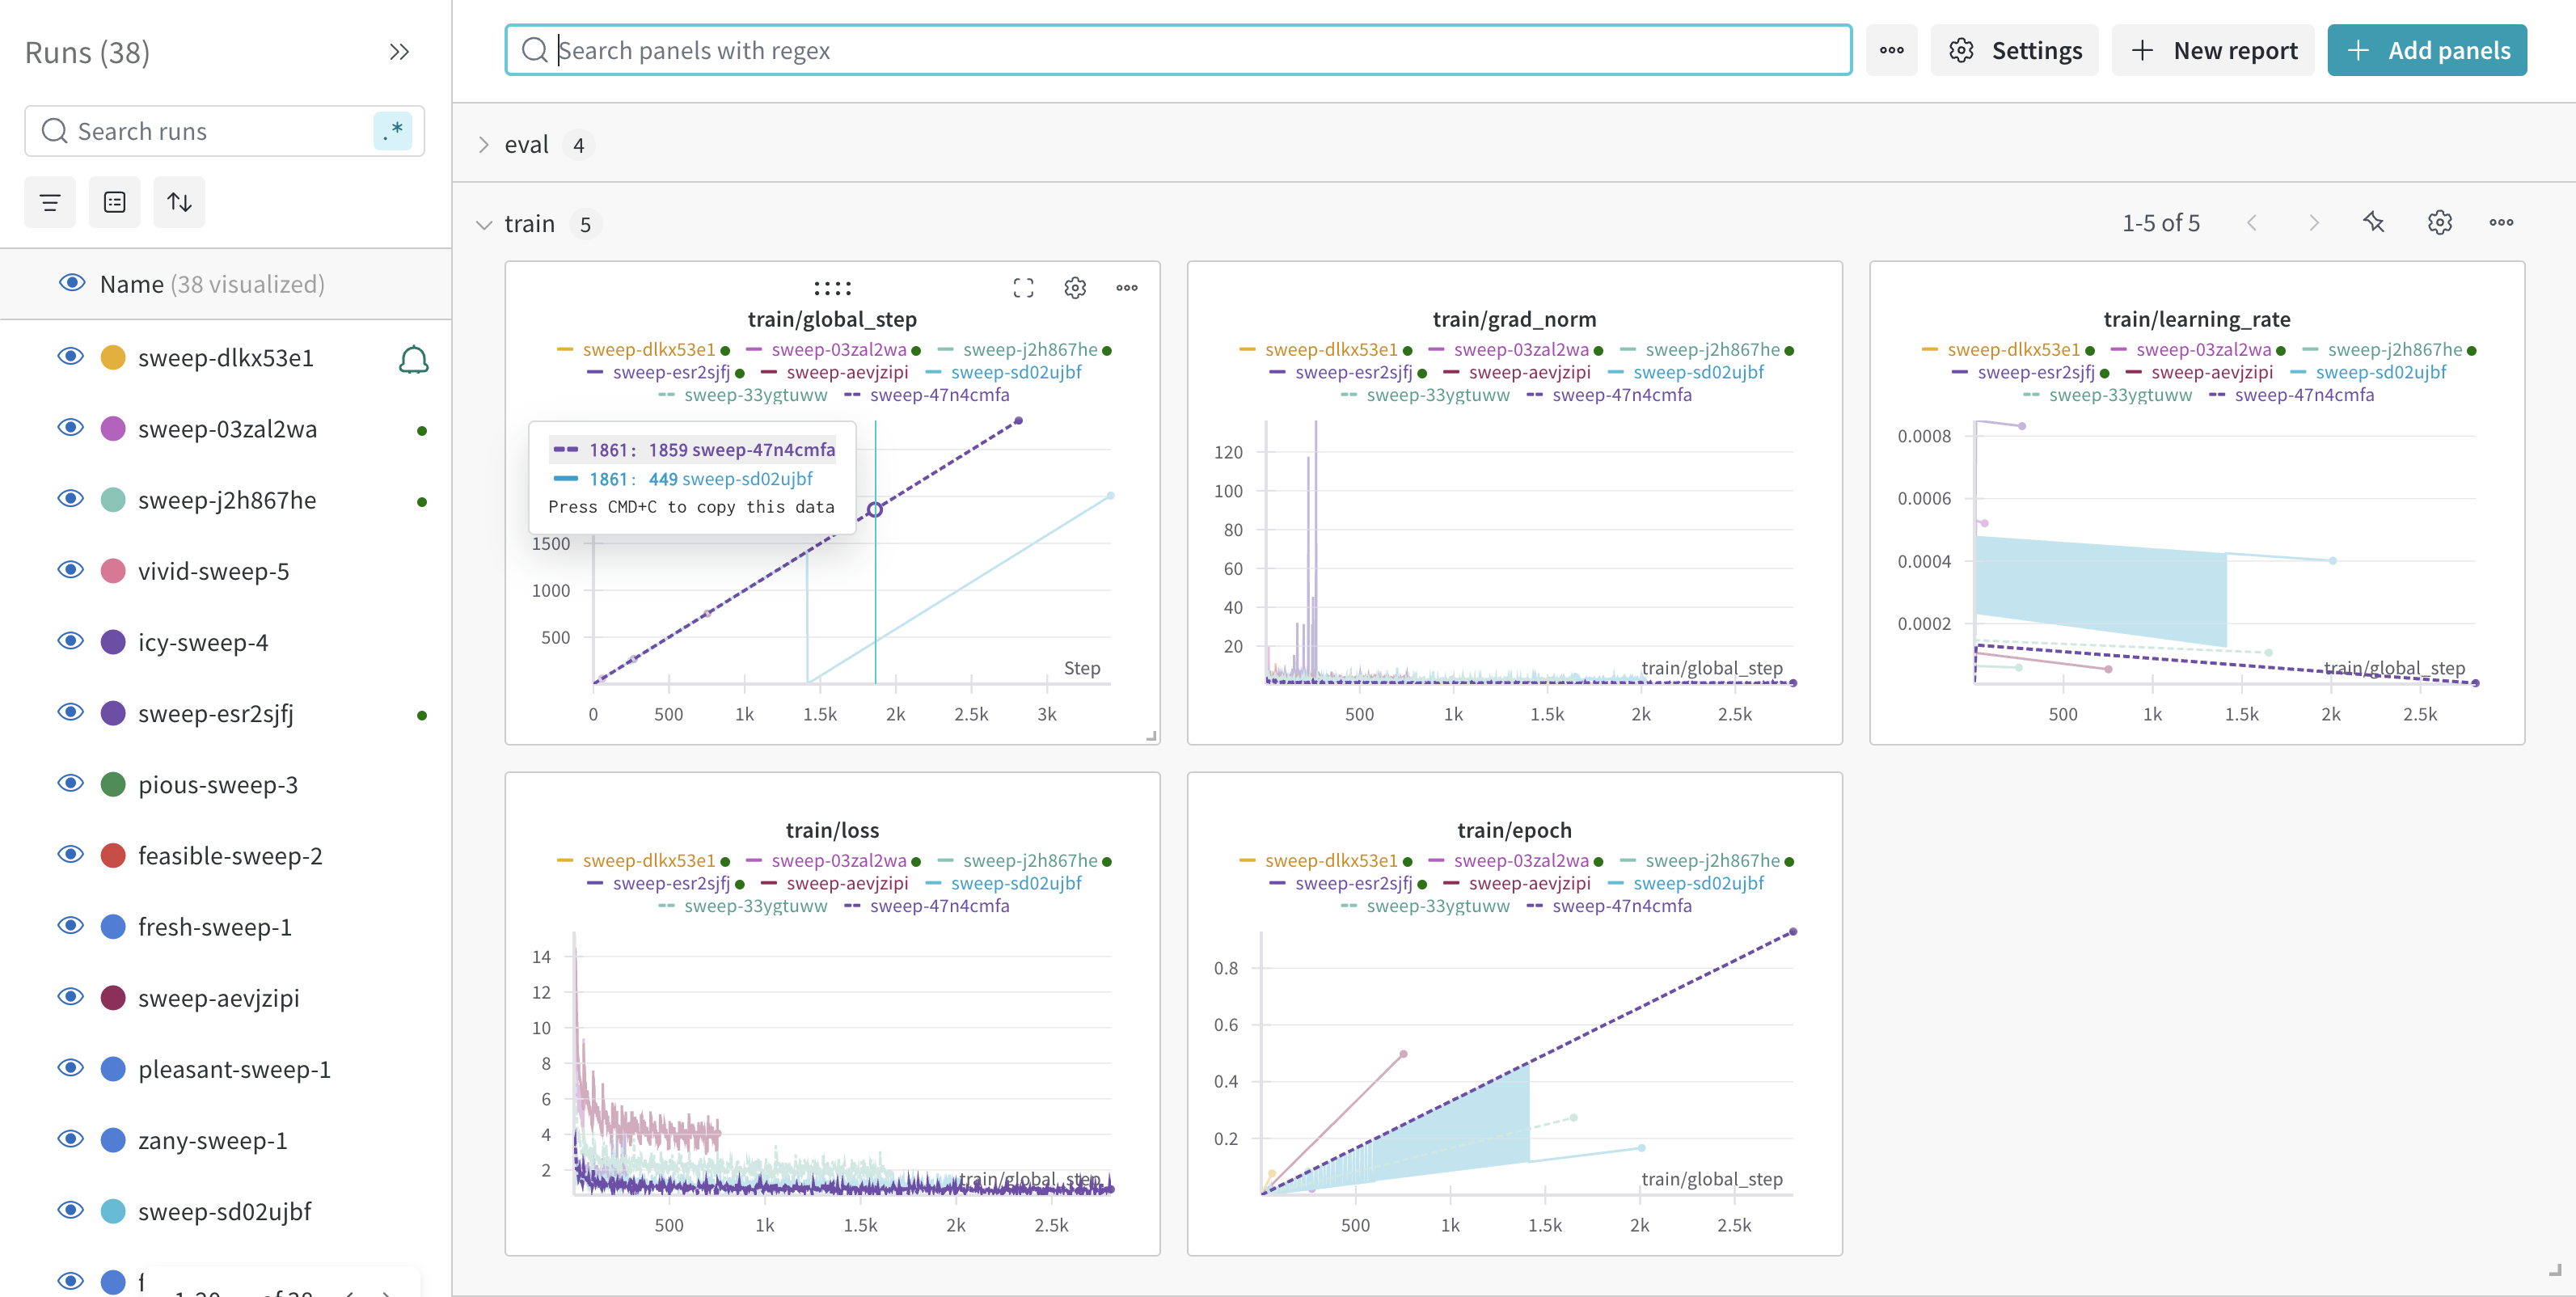 Runs (38)
Search runs
.*
Name (38 visualized)
sweep-dlkx53e1
sweep-03zal2wa
sweep-j2h867he
vivid-sweep-5
icy-sweep-4
sweep-esr2sjfj
pious-sweep-3
feasible-sweep-2
fresh-sweep-1
sweep-aevjzipi
pleasant-sweep-1
zany-sweep-1
sweep-sd02ujbf
Search panels with regex
Settings
New report
Add panels
eval 4
train 5
1-5 of 5
train/global_step
sweep-dlkx53e1 sweep-03zal2wa sweep-j2h867he
sweep-esr2sjfj sweep-aevjzipi sweep-sd02ujbf
sweep-33ygtuww sweep-47n4cmfa
1861: 1859 sweep-47n4cmfa
1861: 449 sweep-sd02ujbf
Press CMD+C to copy this data
1500
1000
500
Step
0 500 1k 1.5k 2k 2.5k 3k
train/grad_norm
sweep-dlkx53e1 sweep-03zal2wa sweep-j2h867he
sweep-esr2sjfj sweep-aevjzipi sweep-sd02ujbf
sweep-33ygtuww sweep-47n4cmfa
120
100
80
60
40
20
train/global_step
500 1k 1.5k 2k 2.5k
train/learning_rate
sweep-dlkx53e1 sweep-03zal2wa sweep-j2h867he
sweep-esr2sjfj sweep-aevjzipi sweep-sd02ujbf
sweep-33ygtuww sweep-47n4cmfa
0.0008
0.0006
0.0004
0.0002
train/global_step
500 1k 1.5k 2k 2.5k
train/loss
sweep-dlkx53e1 sweep-03zal2wa sweep-j2h867he
sweep-esr2sjfj sweep-aevjzipi sweep-sd02ujbf
sweep-33ygtuww sweep-47n4cmfa
14
12
10
8
6
4
2
train/global_step
500 1k 1.5k 2k 2.5k
train/epoch
sweep-dlkx53e1 sweep-03zal2wa sweep-j2h867he
sweep-esr2sjfj sweep-aevjzipi sweep-sd02ujbf
sweep-33ygtuww sweep-47n4cmfa
0.8
0.6
0.4
0.2
train/global_step
500 1k 1.5k 2k 2.5k